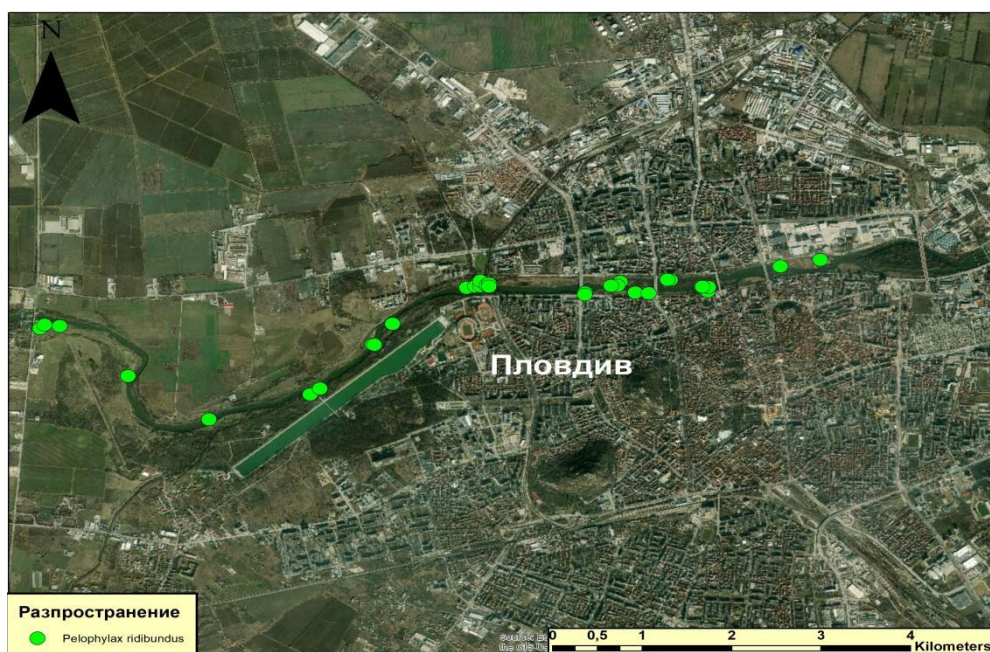 N
Пловдив
Разпространение
Pelophylax ridibundus
0 0,5 1 2 3 4
Kilometers